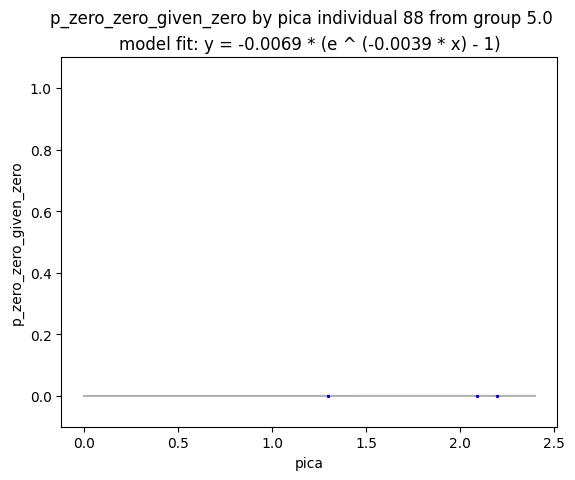 p_zero_zero_given_zero by pica individual 88 from group 5.0
model fit: y = -0.0069 * (e ^ (-0.0039 * x) - 1)
p_zero_zero_given_zero
1.0
0.8
0.6
0.4
0.2
0.0
0.0 0.5 1.0 1.5 2.0 2.5
pica